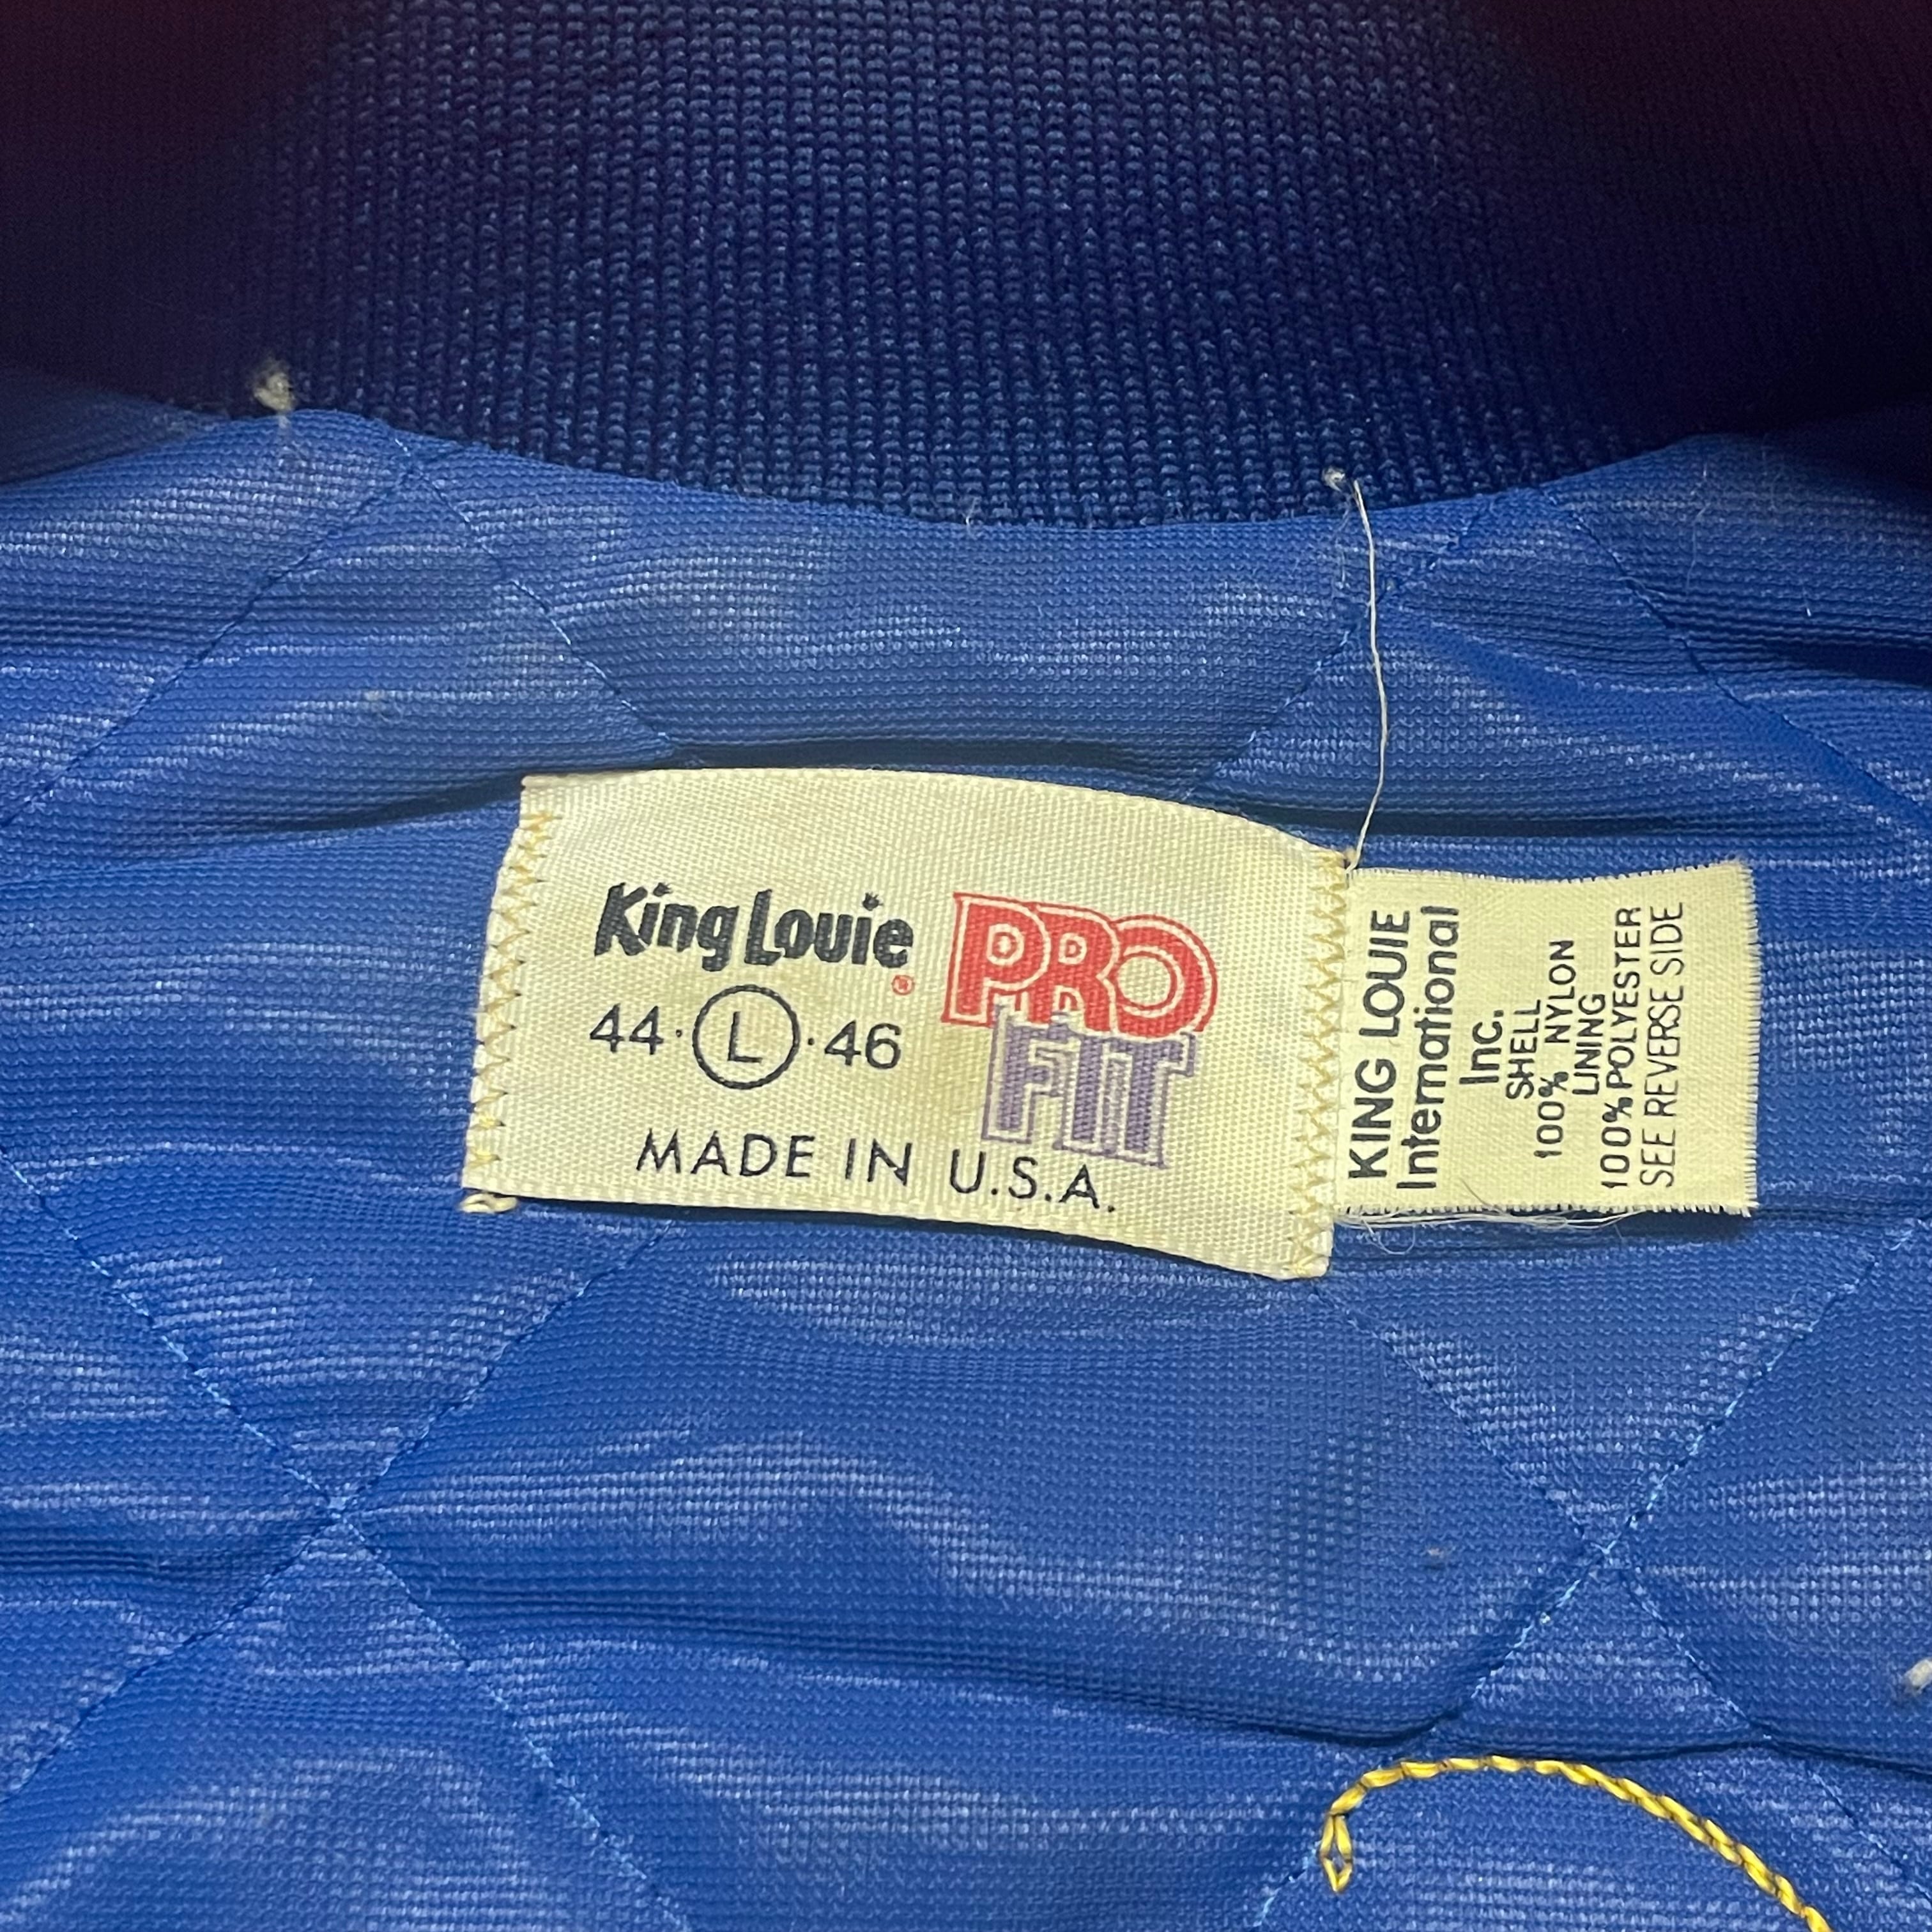 King Louie®
PRO
FIT
44·L·46
MADE IN U.S.A.
KING LOUIE
International
Inc.
SHELL
100% NYLON
LINING
100% POLYESTER
SEE REVERSE SIDE